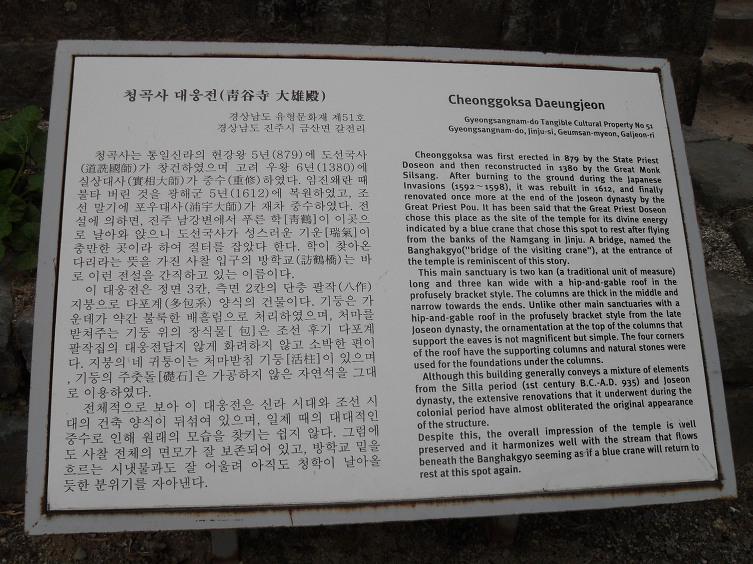 청곡사 대웅전(靑谷寺 大雄殿)
경상남도 유형문화재 제51호
경상남도 진주시 금산면 갈전리
청곡사는 통일신라의 헌강왕 5년(879)에 도선국사
(道詵國師)가 창건하였으며 고려 우왕 6년(1380)에
실상대사(實相大師)가 중수(重修)하였다. 임진왜란 때
불타 버린 것을 광해군 5년(1612)에 복원하였고, 조
선 말기에 포우대사(浦宇大師)가 재차 중수하였다. 전
설에 의하면, 진주 남강변에서 푸른 학[靑鶴]이 이곳으
로 날아와 앉으니 도선국사가 성스러운 기운[瑞氣]이
충만한 곳이라 하여 절터를 잡았다 한다. 학이 찾아온
다리라는 뜻을 가진 사찰 입구의 방학교(訪鶴橋)는 바
로 이런 전설을 간직하고 있는 이름이다.
이 대웅전은 정면 3칸, 측면 2칸의 단층 팔작(八作)
지붕으로 다포계(多包系) 양식의 건물이다. 기둥은 가
운데가 약간 볼록한 배흘림으로 처리하였으며, 처마를
받쳐주는 기둥 위의 장식물[包]은 조선 후기 다포계
팔작집의 대웅전답지 않게 화려하지 않고 소박한 편이
다. 지붕의 네 귀퉁이는 처마받침 기둥[活柱]이 있으며
, 기둥의 주춧돌[礎石]은 가공하지 않은 자연석을 그대
로 이용하였다.
전체적으로 보아 이 대웅전은 신라 시대와 조선 시
대의 건축 양식이 뒤섞여 있으며, 일제 때의 대대적인
중수로 인해 원래의 모습을 찾기는 쉽지 않다. 그럼에
도 사찰 전체의 면모가 잘 보존되어 있고, 방학교 밑을
흐르는 시냇물과도 잘 어울려 아직도 청학이 날아올
듯한 분위기를 자아낸다.
Cheonggoksa Daeungjeon
Gyeongsangnam-do Tangible Cultural Property No 51
Gyeongsangnam-do, Jinju-si, Geumsan-myeon, Galjeon-ri
Cheonggoksa was first erected in 879 by the State Priest
Doseon and then reconstructed in 1380 by the Great Monk
Silsang. After burning to the ground during the Japanese
Invasions (1592~1598), it was rebuilt in 1612, and finally
renovated once more at the end of the Joseon dynasty by the
Great Priest Pou. It has been said that the Great Priest Doseon
chose this place as the site of the temple for its divine energy
indicated by a blue crane that chose this spot to rest after flying
from the banks of the Namgang in Jinju. A bridge, named the
Banghakgyo("bridge of the visiting crane"), at the entrance of
the temple is reminiscent of this story.
This main sanctuary is two kan (a traditional unit of measure)
long and three kan wide with a hip-and-gable roof in the
profusely bracket style. The columns are thick in the middle and
narrow towards the ends. Unlike other main sanctuaries with a
hip-and-gable roof in the profusely bracket style from the late
Joseon dynasty, the ornamentation at the top of the columns that
support the eaves is not magnificent but simple. The four corners
of the roof have the supporting columns and natural stones were
used for the foundations under the columns.
Although this building generally conveys a mixture of elements
from the Silla period (1st century B.C.-A.D. 935) and Joseon
dynasty, the extensive renovations that it underwent during the
colonial period have almost obliterated the original appearance
of the structure.
Despite this, the overall impression of the temple is well
preserved and it harmonizes well with the stream that flows
beneath the Banghakgyo seeming as if a blue crane will return to
rest at this spot again.